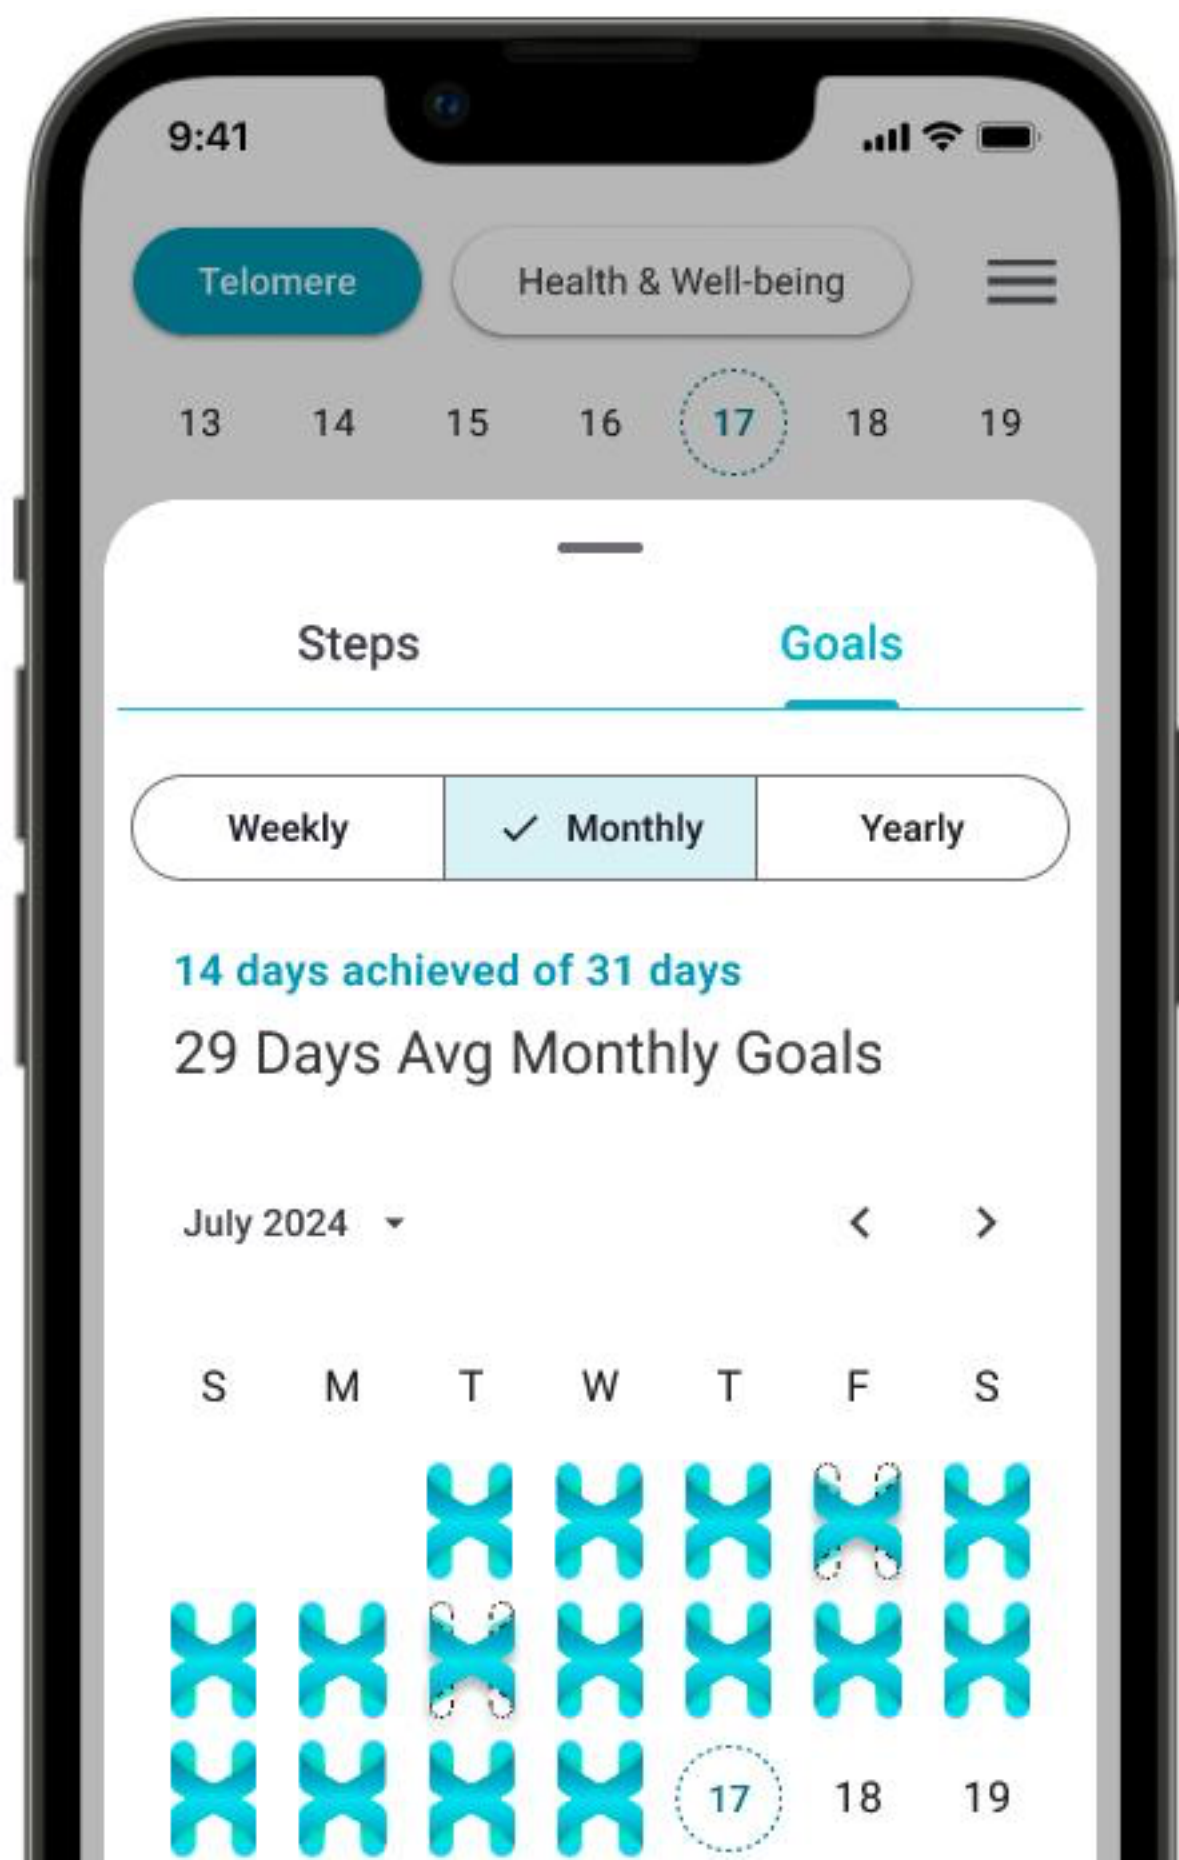 9:41
Telomere Health & Well-being
13 14 15 16 17 18 19
Steps Goals
Weekly Monthly Yearly
14 days achieved of 31 days
29 Days Avg Monthly Goals
July 2024
S M T W T F S
17 18 19